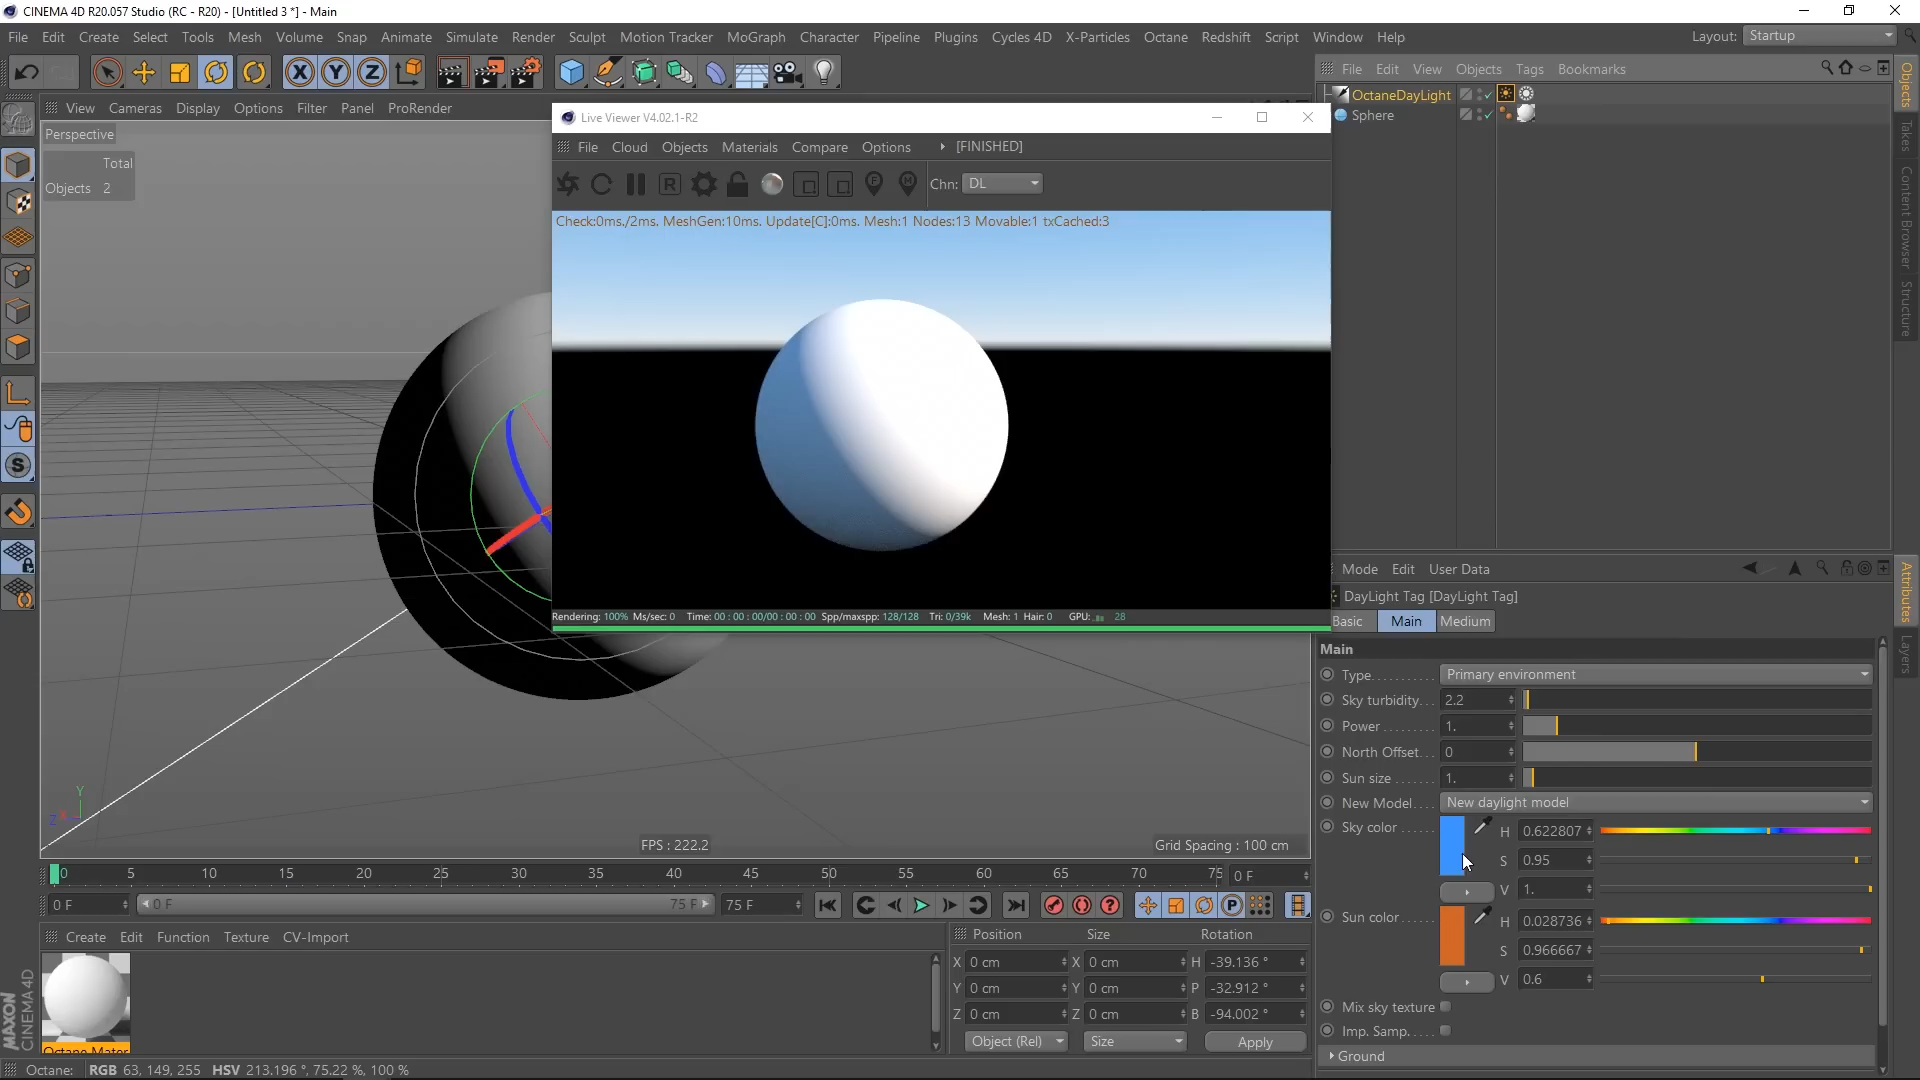 CINEMA 4D R20.057 Studio (RC - R20) - [Untitled 3 *] - Main
File Edit Create Select Tools Mesh Volume Snap Animate Simulate Render Sculpt Motion Tracker MoGraph Character Pipeline Plugins Cycles 4D X-Particles Octane Redshift Script Window Help
Layout: Startup
X Y Z
File Edit View Objects Tags Bookmarks
OctaneDayLight
Sphere
Objects
Takes
Content Browser
Structure
View Cameras Display Options Filter Panel ProRender
Perspective
Total
Objects 2
Live Viewer V4.02.1-R2
File Cloud Objects Materials Compare Options [FINISHED]
R
Chn: DL
Check:0ms./2ms. MeshGen:10ms. Update[C]:0ms. Mesh:1 Nodes:13 Movable:1 txCached:3
Rendering: 100% Ms/sec: 0 Time: 00 : 00 : 00/00 : 00 : 00 Spp/maxspp: 128/128 Tri: 0/39k Mesh: 1 Hair: 0 GPU: 28
Y
X
Z
FPS : 222.2
Grid Spacing : 100 cm
Mode Edit User Data
DayLight Tag [DayLight Tag]
Basic Main Medium
Main
Type Primary environment
Sky turbidity 2.2
Power 1.
North Offset 0
Sun size 1.
New Model New daylight model
Sky color H 0.622807
S 0.95
V 1.
Sun color H 0.028736
S 0.966667
V 0.6
Mix sky texture
Imp. Samp.
Ground
Attributes
Layers
0 5 10 15 20 25 30 35 40 45 50 55 60 65 70 75 0 F
0 F 0 F 75 F 75 F
P
Create Edit Function Texture CV-Import
Octane Mater
Position Size Rotation
X 0 cm X 0 cm H -39.136 °
Y 0 cm Y 0 cm P -32.912 °
Z 0 cm Z 0 cm B -94.002 °
Object (Rel) Size Apply
MAXON CINEMA 4D
Octane: RGB 63, 149, 255 HSV 213.196 °, 75.22 %, 100 %